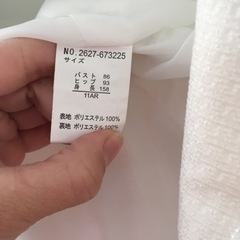 NO.2627-673225
サイズ
バスト 86
ヒップ 93
身長 158
11AR
表地 ポリエステル100%
裏地 ポリエステル100%